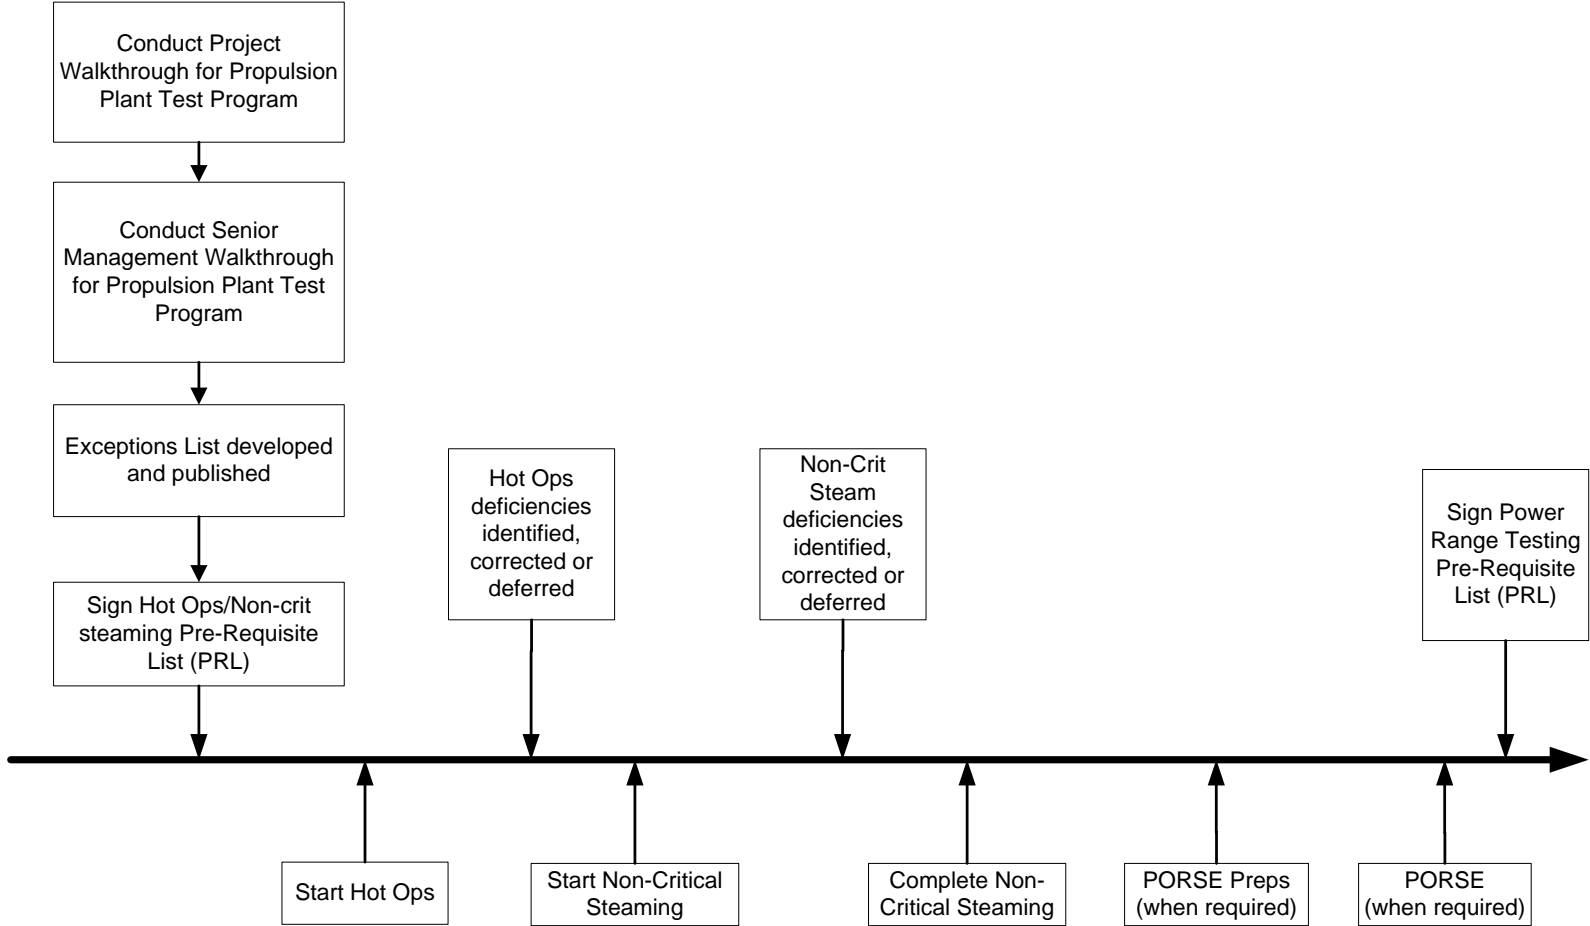 Conduct Project
Walkthrough for Propulsion
Plant Test Program
Conduct Senior
Management Walkthrough
for Propulsion Plant Test
Program
Exceptions List developed
and published
Sign Hot Ops/Non-crit
steaming Pre-Requisite
List (PRL)
Hot Ops
deficiencies
identified,
corrected or
deferred
Non-Crit
Steam
deficiencies
identified,
corrected or
deferred
Sign Power
Range Testing
Pre-Requisite
List (PRL)
Start Hot Ops
Start Non-Critical
Steaming
Complete Non-
Critical Steaming
PORSE Preps
(when required)
PORSE
(when required)